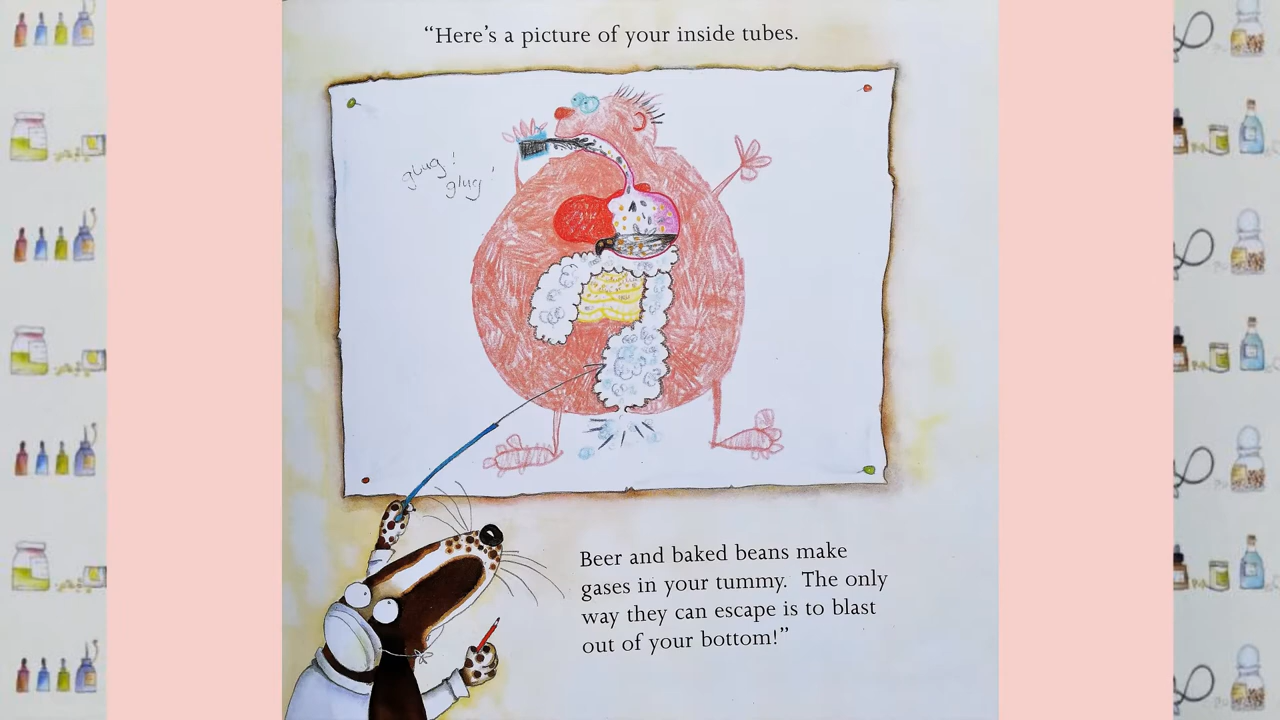 “Here’s a picture of your inside tubes.
glug!
glug'
Beer and baked beans make
gases in your tummy.  The only
way they can escape is to blast
out of your bottom!”